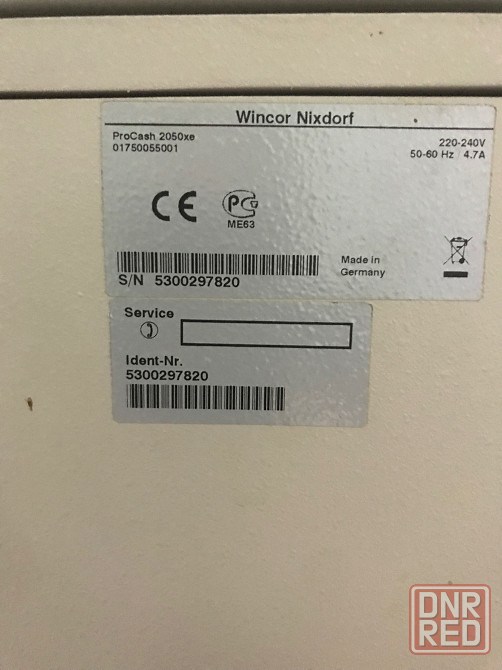 Wincor Nixdorf
ProCash 2050xe
01750055001
220-240V
50-60 Hz 4.7A
CE
PG
ME63
S/N 5300297820
Made in
Germany
Service
Ident-Nr.
5300297820
DNR
RED